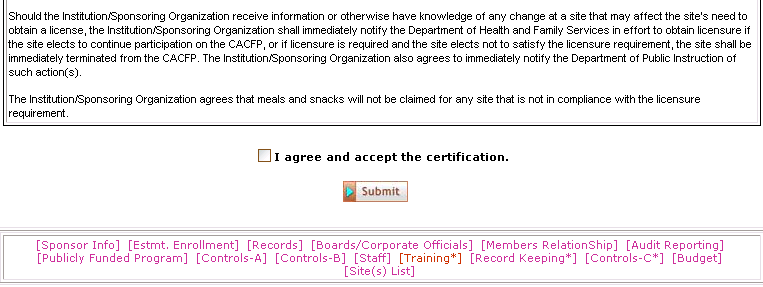 Should the Institution/Sponsoring Organization receive information or otherwise have knowledge of any change at a site that may affect the site's need to
obtain a license, the Institution/Sponsoring Organization shall immediately notify the Department of Health and Family Services in effort to obtain licensure if
the site elects to continue participation on the CACFP, or if licensure is required and the site elects not to satisfy the licensure requirement, the site shall be
immediately terminated from the CACFP. The Institution/Sponsoring Organization also agrees to immediately notify the Department of Public Instruction of
such action(s).
The Institution/Sponsoring Organization agrees that meals and snacks will not be claimed for any site that is not in compliance with the licensure
requirement.
I agree and accept the certification.
Submit
[Sponsor Info] [Estmt. Enrollment] [Records] [Boards/Corporate Officials] [Members RelationShip] [Audit Reporting]
[Publicly Funded Program] [Controls-A] [Controls-B] [Staff] [Training*] [Record Keeping*] [Controls-C*] [Budget]
[Site(s) List]